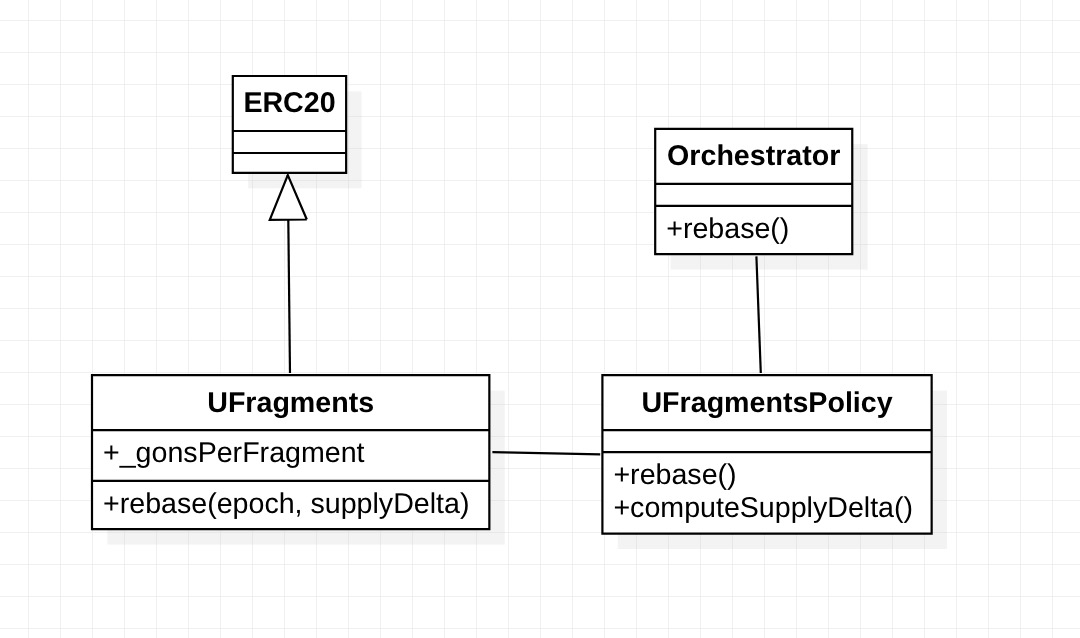 ERC20
Orchestrator
+rebase()
UFragments
+_gonsPerFragment
+rebase(epoch, supplyDelta)
UFragmentsPolicy
+rebase()
+computeSupplyDelta()